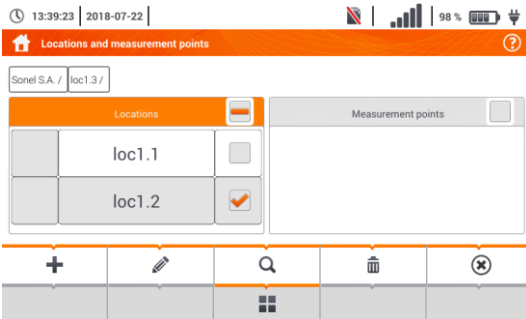 13:39:23 2018-07-22 98 %
Locations and measurement points
Sonel S.A. / loc1.3 /
Locations Measurement points
loc1.1
loc1.2